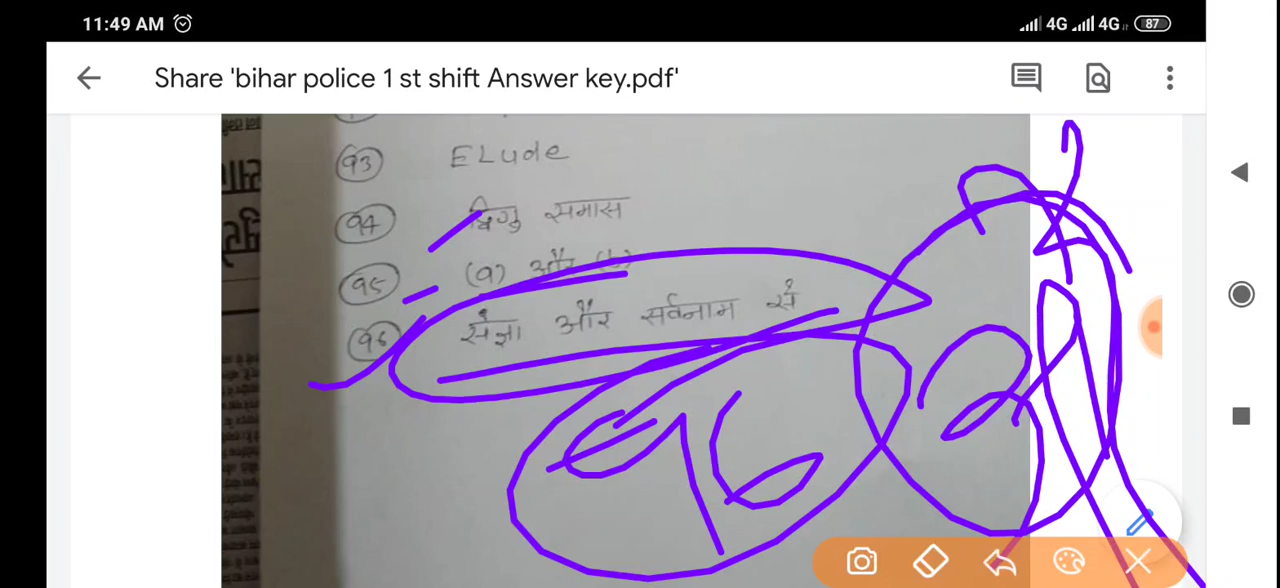 11:49 AM 4G 4G 87
Share 'bihar police 1 st shift Answer key.pdf'
93 ELude
94 द्विगु समास
95 (a) और (b)
96 संज्ञा और सर्वनाम से
96